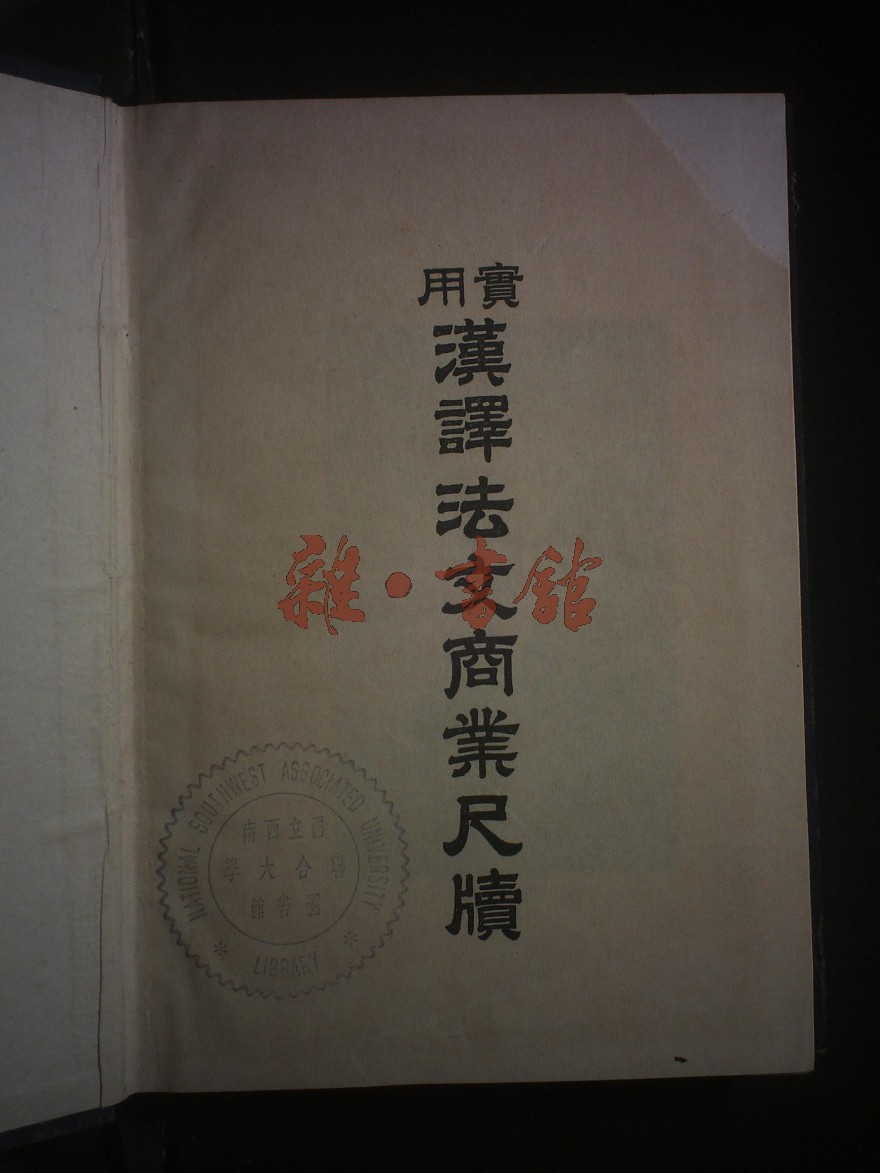 實用
漢譯法文商業尺牘
雜·書館
NATIONAL SOUTHWEST ASSOCIATED UNIVERSITY
國立西南
聯合大學
圖書館
* LIBRARY *